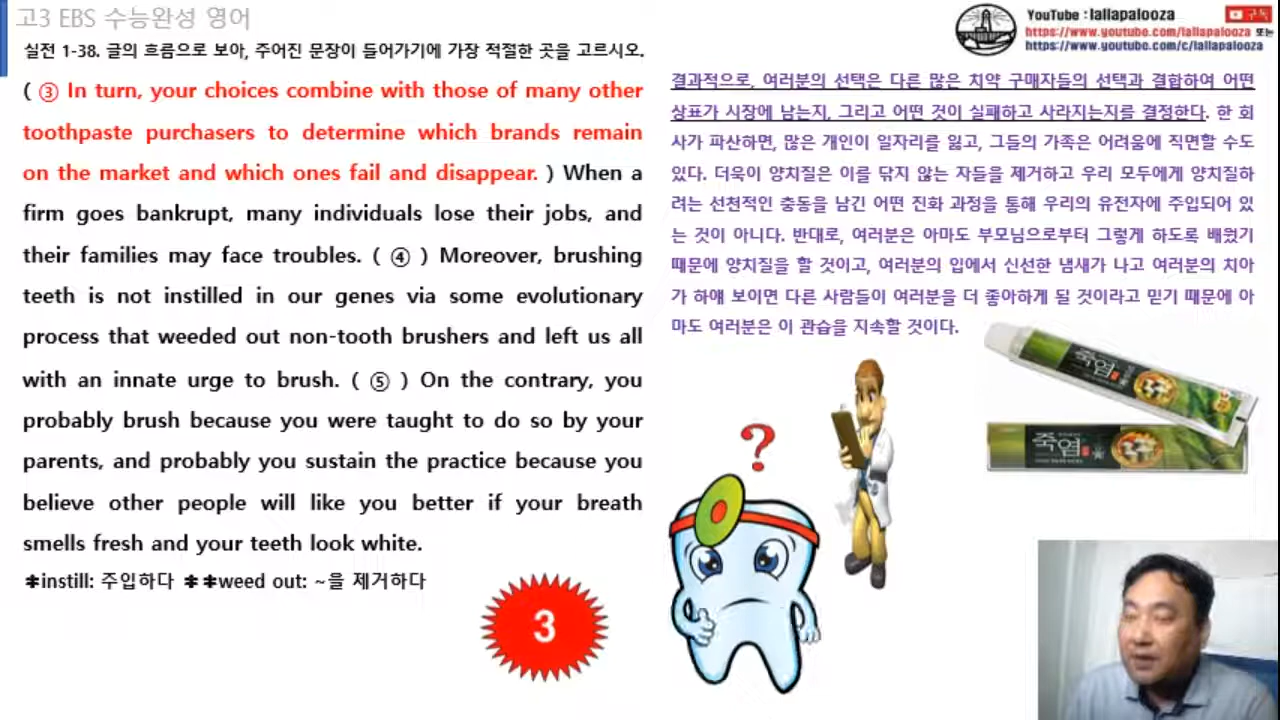 고3 EBS 수능완성 영어
실전 1-38. 글의 흐름으로 보아, 주어진 문장이 들어가기에 가장 적절한 곳을 고르시오.
( ③ In turn, your choices combine with those of many other
toothpaste purchasers to determine which brands remain
on the market and which ones fail and disappear. ) When a
firm goes bankrupt, many individuals lose their jobs, and
their families may face troubles. ( ④ ) Moreover, brushing
teeth is not instilled in our genes via some evolutionary
process that weeded out non-tooth brushers and left us all
with an innate urge to brush. ( ⑤ ) On the contrary, you
probably brush because you were taught to do so by your
parents, and probably you sustain the practice because you
believe other people will like you better if your breath
smells fresh and your teeth look white.
*instill: 주입하다 **weed out: ~을 제거하다
3
YouTube : lallapalooza
구독
https://www.youtube.com/lallapalooza 또는
https://www.youtube.com/c/lallapalooza
결과적으로, 여러분의 선택은 다른 많은 치약 구매자들의 선택과 결합하여 어떤
상표가 시장에 남는지, 그리고 어떤 것이 실패하고 사라지는지를 결정한다. 한 회
사가 파산하면, 많은 개인이 일자리를 잃고, 그들의 가족은 어려움에 직면할 수도
있다. 더욱이 양치질은 이를 닦지 않는 자들을 제거하고 우리 모두에게 양치질하
려는 선천적인 충동을 남긴 어떤 진화 과정을 통해 우리의 유전자에 주입되어 있
는 것이 아니다. 반대로, 여러분은 아마도 부모님으로부터 그렇게 하도록 배웠기
때문에 양치질을 할 것이고, 여러분의 입에서 신선한 냄새가 나고 여러분의 치아
가 하얘 보이면 다른 사람들이 여러분을 더 좋아하게 될 것이라고 믿기 때문에 아
마도 여러분은 이 관습을 지속할 것이다.
?
죽염
죽염